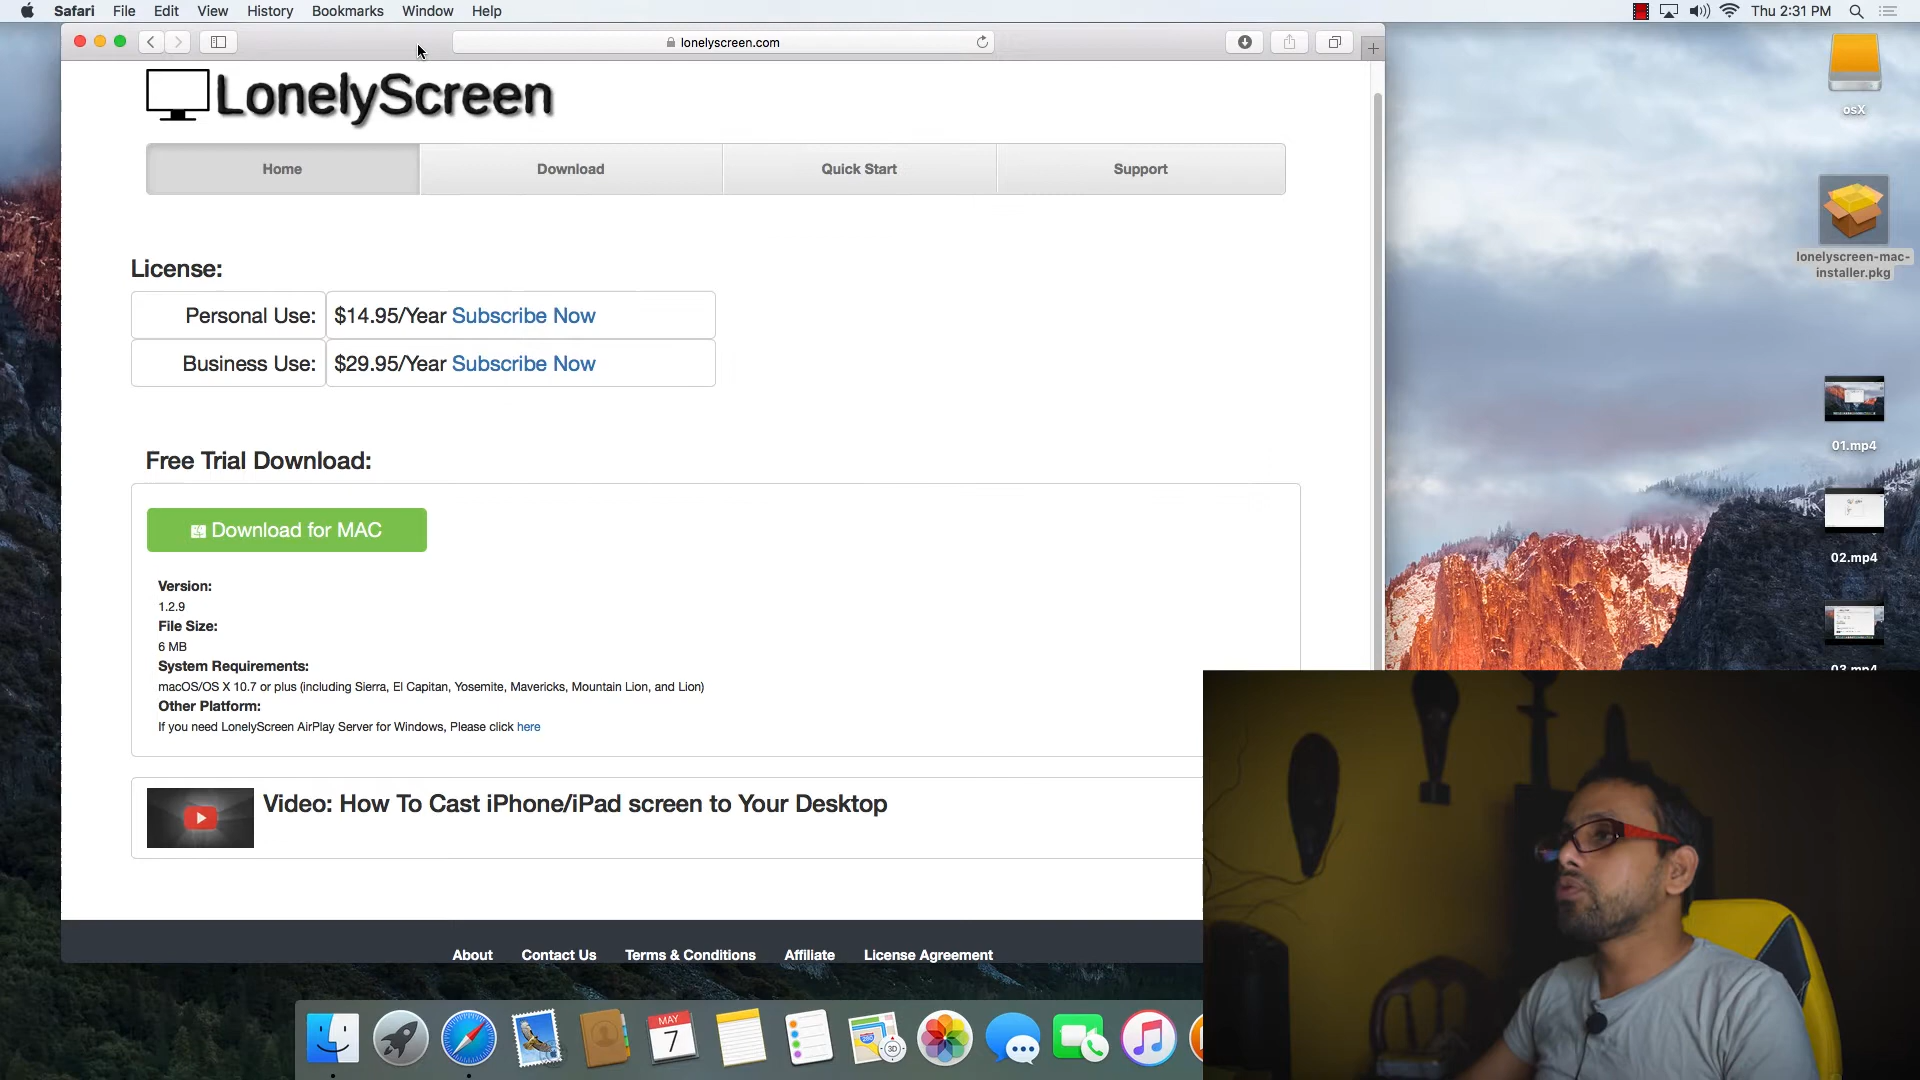 Safari File Edit View History Bookmarks Window Help
Thu 2:31 PM
lonelyscreen.com
LonelyScreen
Home Download Quick Start Support
License:
Personal Use: $14.95/Year Subscribe Now
Business Use: $29.95/Year Subscribe Now
Free Trial Download:
Download for MAC
Version:
1.2.9
File Size:
6 MB
System Requirements:
macOS/OS X 10.7 or plus (including Sierra, El Capitan, Yosemite, Mavericks, Mountain Lion, and Lion)
Other Platform:
If you need LonelyScreen AirPlay Server for Windows, Please click here
Video: How To Cast iPhone/iPad screen to Your Desktop
About Contact Us Terms & Conditions Affiliate License Agreement
osX
lonelyscreen-mac-
installer.pkg
01.mp4
02.mp4
03.mp4
MAY
7
3D